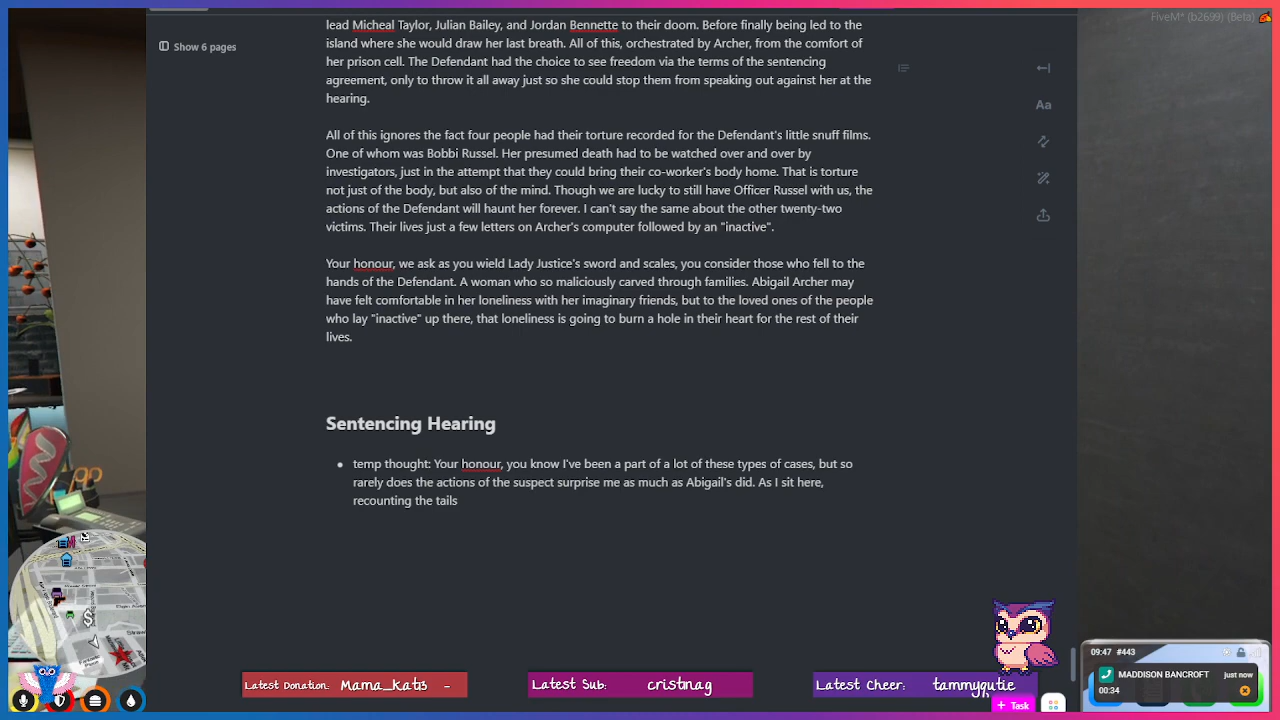 FiveM* (b2699) (Beta)
lead Micheal Taylor, Julian Bailey, and Jordan Bennette to their doom. Before finally being led to the
island where she would draw her last breath. All of this, orchestrated by Archer, from the comfort of
her prison cell. The Defendant had the choice to see freedom via the terms of the sentencing
agreement, only to throw it all away just so she could stop them from speaking out against her at the
hearing.
Show 6 pages
Aa
All of this ignores the fact four people had their torture recorded for the Defendant's little snuff films.
One of whom was Bobbi Russel. Her presumed death had to be watched over and over by
investigators, just in the attempt that they could bring their co-worker's body home. That is torture
not just of the body, but also of the mind. Though we are lucky to still have Officer Russel with us, the
actions of the Defendant will haunt her forever. I can't say the same about the other twenty-two
victims. Their lives just a few letters on Archer's computer followed by an "inactive".
Your honour, we ask as you wield Lady Justice's sword and scales, you consider those who fell to the
hands of the Defendant. A woman who so maliciously carved through families. Abigail Archer may
have felt comfortable in her loneliness with her imaginary friends, but to the loved ones of the people
who lay "inactive" up there, that loneliness is going to burn a hole in their heart for the rest of their
lives.
Sentencing Hearing
temp thought: Your honour, you know I've been a part of a lot of these types of cases, but so
rarely does the actions of the suspect surprise me as much as Abigail's did. As I sit here,
recounting the tails
09:47 #443
MADDISON BANCROFT just now
00:34
Latest Donation: Mama_Kat3 -
Latest Sub: cristinag
Latest Cheer: tammyqutie
+ Task